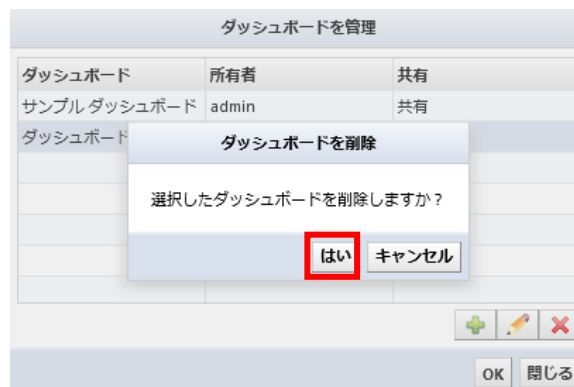 ダッシュボードを管理
ダッシュボード 所有者 共有
サンプル ダッシュボード admin 共有
ダッシュボード
ダッシュボードを削除
選択したダッシュボードを削除しますか？
はい キャンセル
OK 閉じる